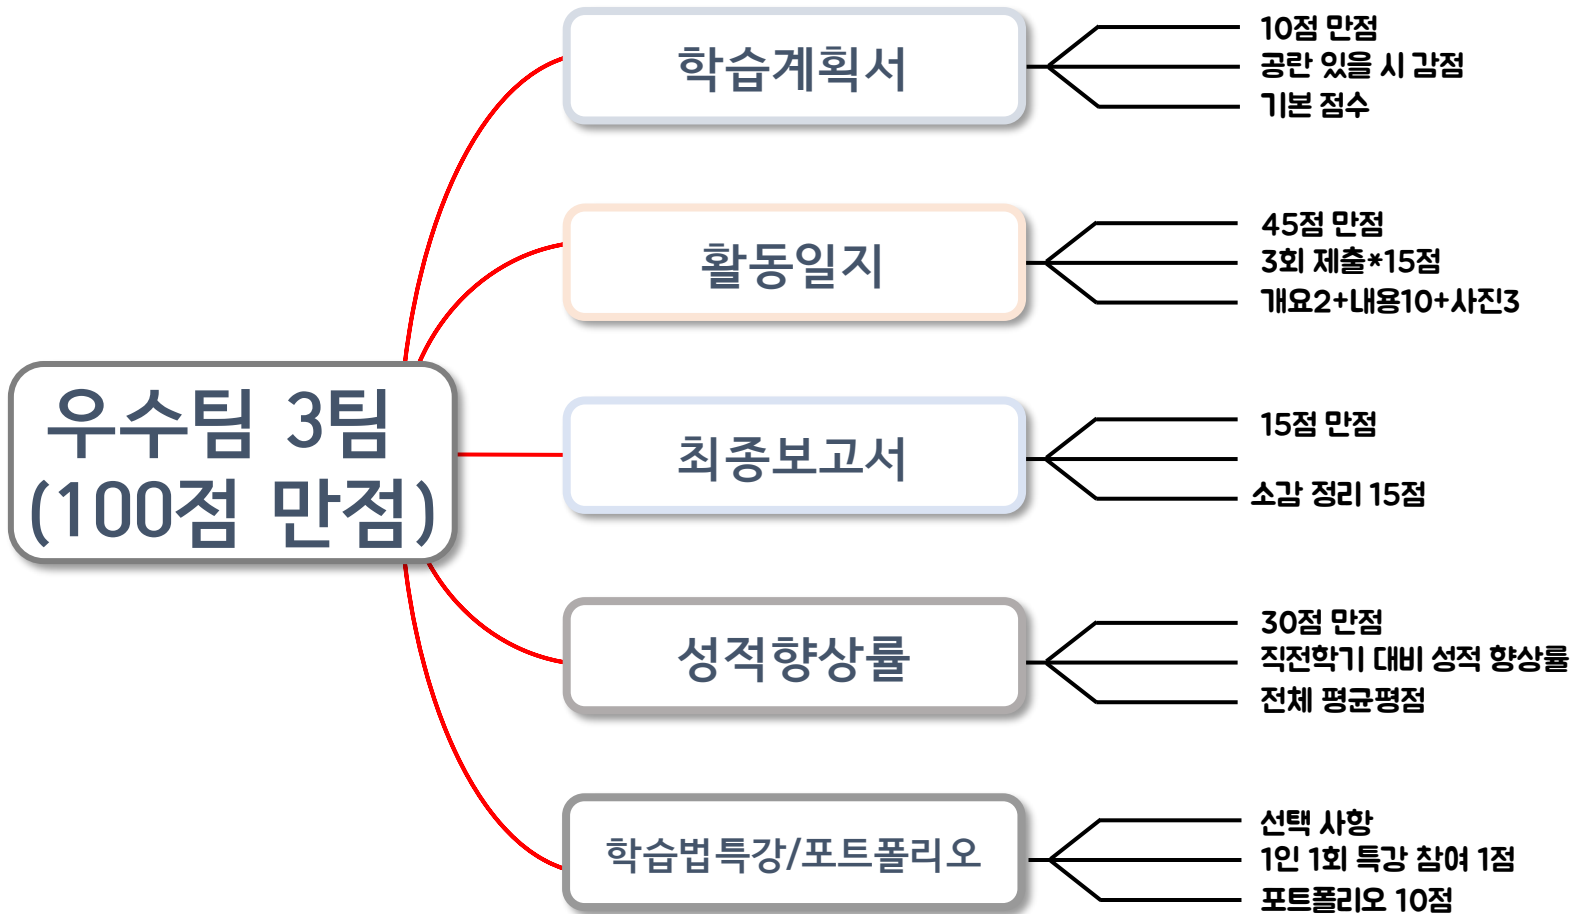 우수팀 3팀
(100점 만점)
학습계획서
10점 만점
공란 있을 시 감점
기본 점수
활동일지
45점 만점
3회 제출*15점
개요2+내용10+사진3
최종보고서
15점 만점
소감 정리 15점
성적향상률
30점 만점
직전학기 대비 성적 향상률
전체 평균평점
학습법특강/포트폴리오
선택 사항
1인 1회 특강 참여 1점
포트폴리오 10점